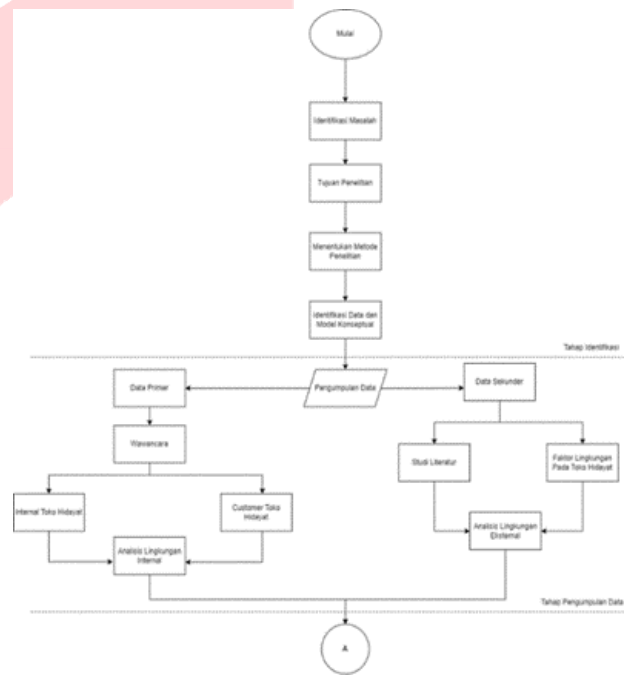 Mulai
Identifikasi Masalah
Tujuan Penelitian
Menentukan Metode
Penelitian
Identifikasi Data dan
Model Konseptual
Tahap Identifikasi
Data Primer
Pengumpulan Data
Data Sekunder
Wawancara
Studi Literatur
Faktor Lingkungan
Pada Toko Hidayat
Internal Toko Hidayat
Customer Toko
Hidayat
Analisis Lingkungan
Internal
Analisis Lingkungan
Eksternal
Tahap Pengumpulan Data
A